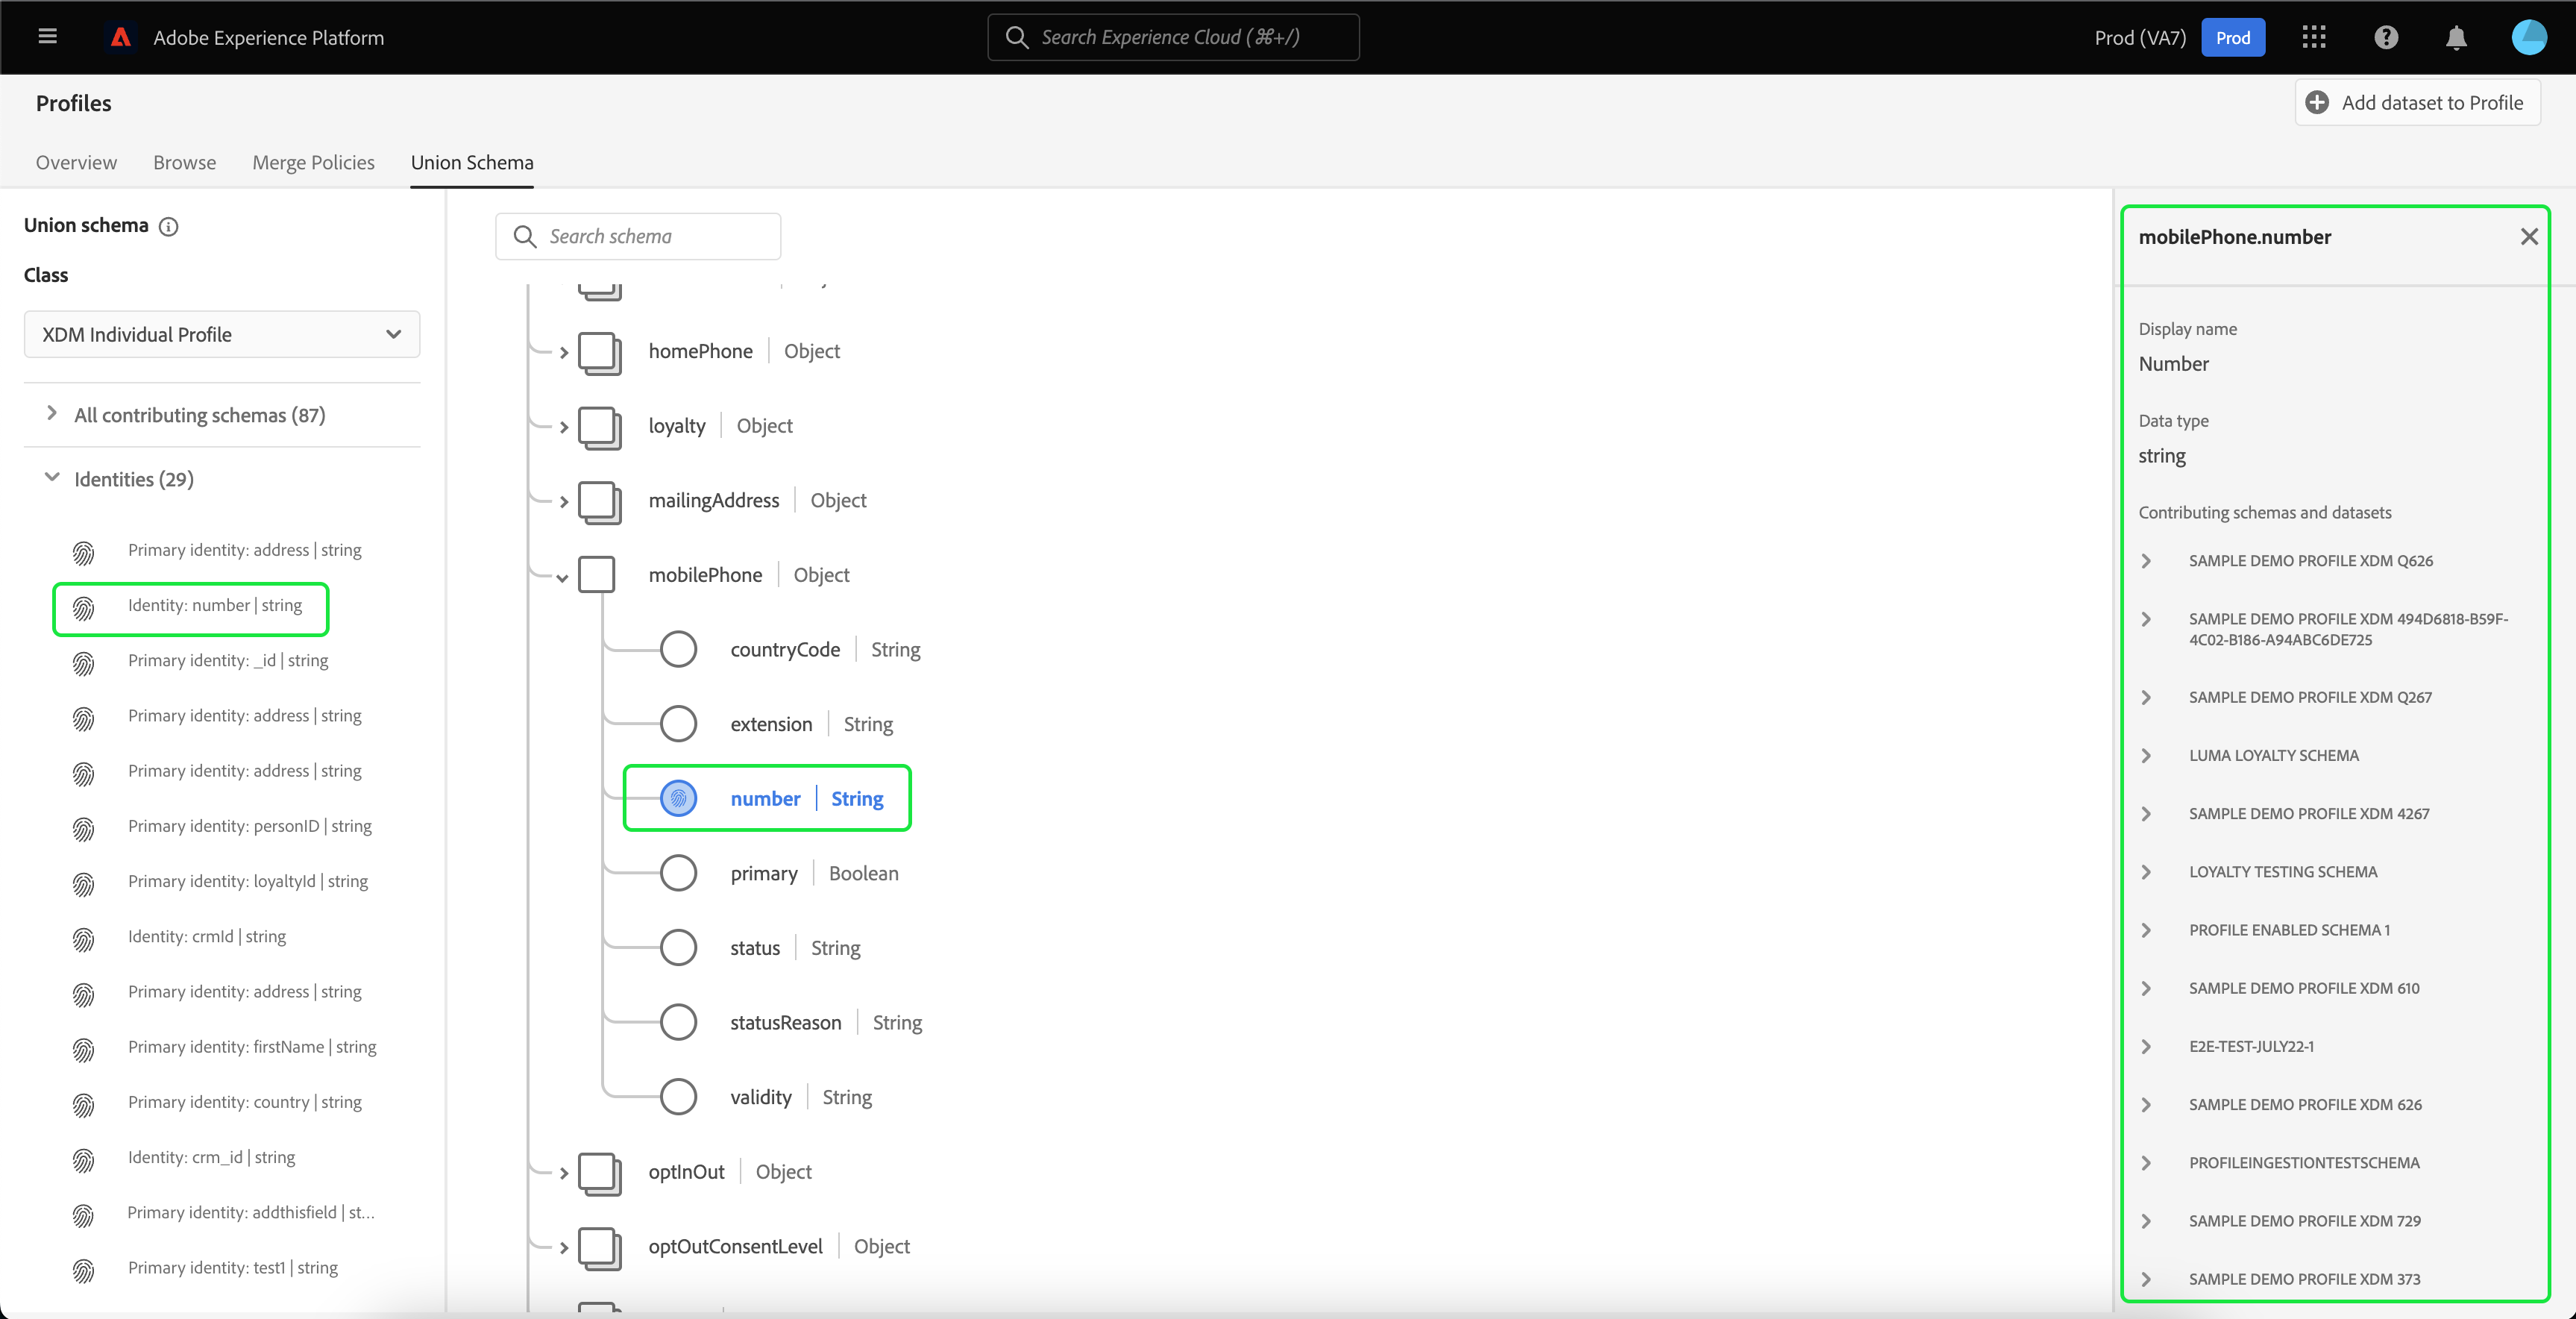 Adobe Experience Platform
Search Experience Cloud (⌘+/)
Prod (VA7)
Prod
Profiles
Add dataset to Profile
Overview
Browse
Merge Policies
Union Schema
Union schema
Class
XDM Individual Profile
All contributing schemas (87)
Identities (29)
Primary identity: address | string
Identity: number | string
Primary identity: _id | string
Primary identity: address | string
Primary identity: address | string
Primary identity: personID | string
Primary identity: loyaltyId | string
Identity: crmId | string
Primary identity: address | string
Primary identity: firstName | string
Primary identity: country | string
Identity: crm_id | string
Primary identity: addthisfield | st...
Primary identity: test1 | string
Search schema
homePhone | Object
loyalty | Object
mailingAddress | Object
mobilePhone | Object
countryCode | String
extension | String
number | String
primary | Boolean
status | String
statusReason | String
validity | String
optInOut | Object
optOutConsentLevel | Object
mobilePhone.number
Display name
Number
Data type
string
Contributing schemas and datasets
SAMPLE DEMO PROFILE XDM Q626
SAMPLE DEMO PROFILE XDM 494D6818-B59F-
4C02-B186-A94ABC6DE725
SAMPLE DEMO PROFILE XDM Q267
LUMA LOYALTY SCHEMA
SAMPLE DEMO PROFILE XDM 4267
LOYALTY TESTING SCHEMA
PROFILE ENABLED SCHEMA 1
SAMPLE DEMO PROFILE XDM 610
E2E-TEST-JULY22-1
SAMPLE DEMO PROFILE XDM 626
PROFILEINGESTIONTESTSCHEMA
SAMPLE DEMO PROFILE XDM 729
SAMPLE DEMO PROFILE XDM 373